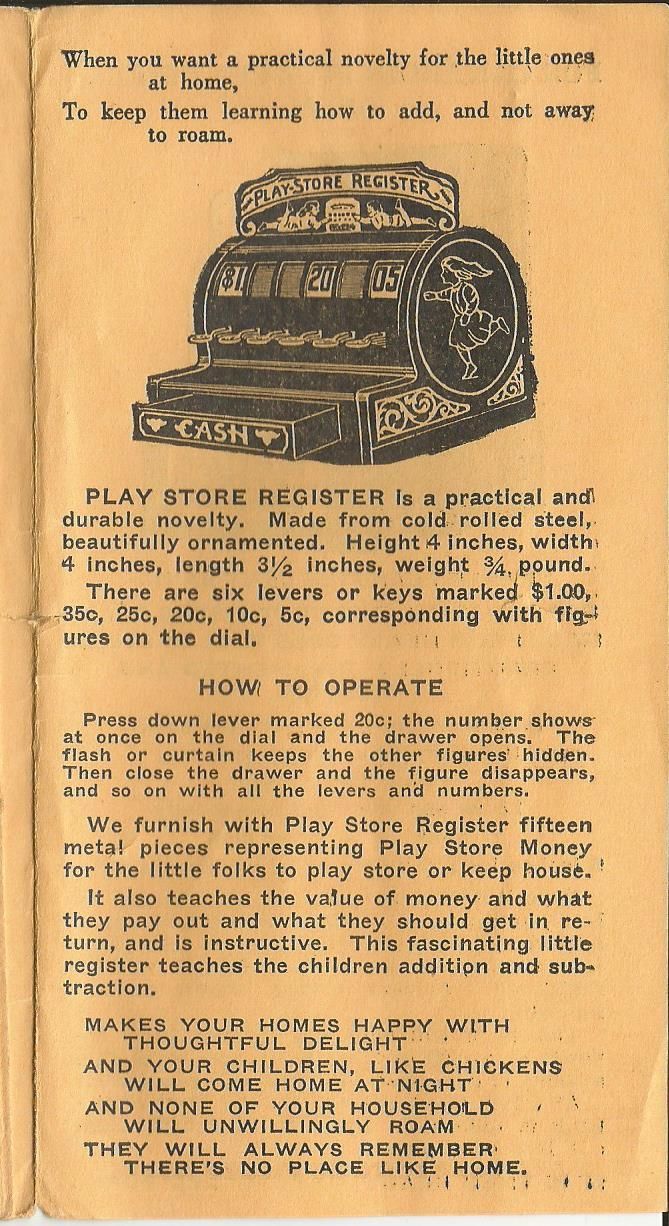 When you want a practical novelty for the little ones
at home,
To keep them learning how to add, and not away
to roam.
PLAY-STORE REGISTER
$1. 20 05
CASH
PLAY STORE REGISTER is a practical and
durable novelty. Made from cold rolled steel,
beautifully ornamented. Height 4 inches, width
4 inches, length 3½ inches, weight ¾ pound.
There are six levers or keys marked $1.00,
35c, 25c, 20c, 10c, 5c, corresponding with fig-
ures on the dial.
HOW TO OPERATE
Press down lever marked 20c; the number shows
at once on the dial and the drawer opens. The
flash or curtain keeps the other figures hidden.
Then close the drawer and the figure disappears,
and so on with all the levers and numbers.
We furnish with Play Store Register fifteen
metal pieces representing Play Store Money
for the little folks to play store or keep house.
It also teaches the value of money and what
they pay out and what they should get in re-
turn, and is instructive. This fascinating little
register teaches the children addition and sub-
traction.
MAKES YOUR HOMES HAPPY WITH
THOUGHTFUL DELIGHT
AND YOUR CHILDREN, LIKE CHICKENS
WILL COME HOME AT NIGHT
AND NONE OF YOUR HOUSEHOLD
WILL UNWILLINGLY ROAM
THEY WILL ALWAYS REMEMBER
THERE'S NO PLACE LIKE HOME.